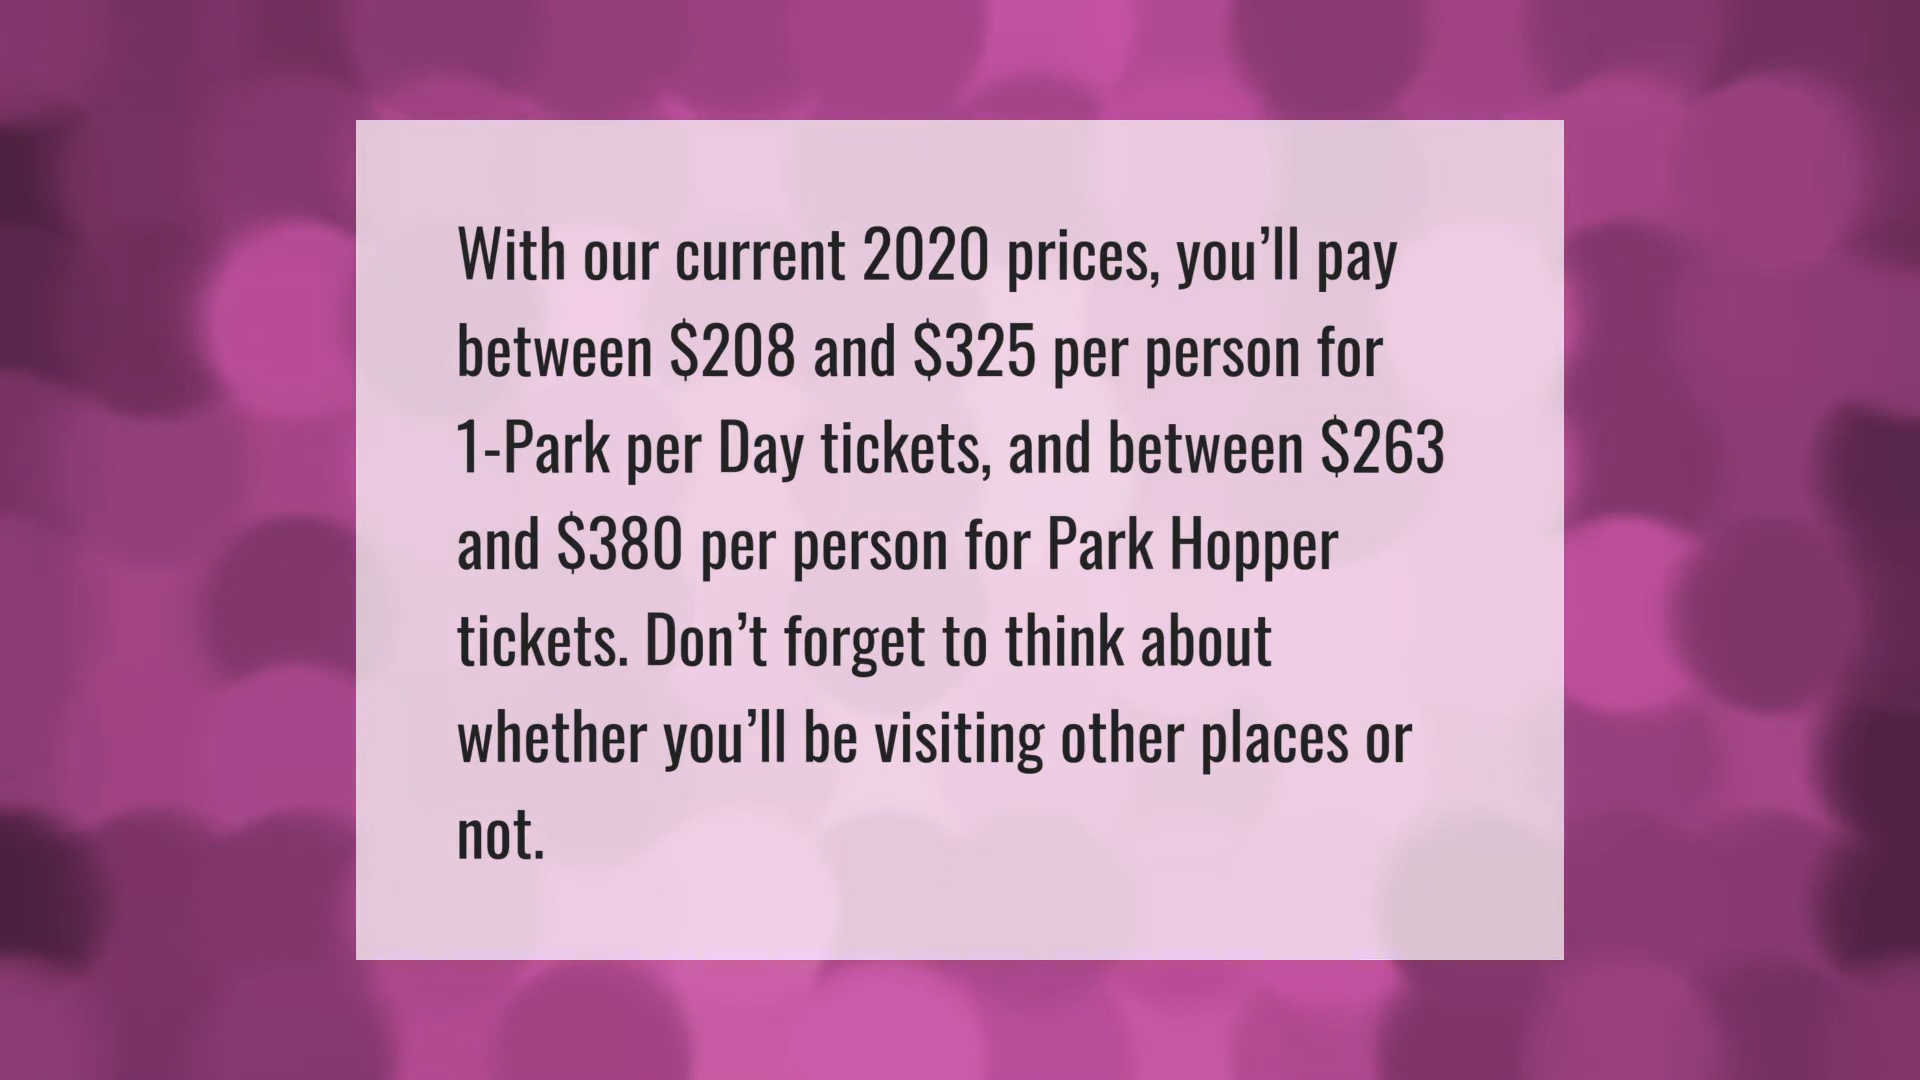 With our current 2020 prices, you’ll pay
between $208 and $325 per person for
1-Park per Day tickets, and between $263
and $380 per person for Park Hopper
tickets. Don’t forget to think about
whether you’ll be visiting other places or
not.